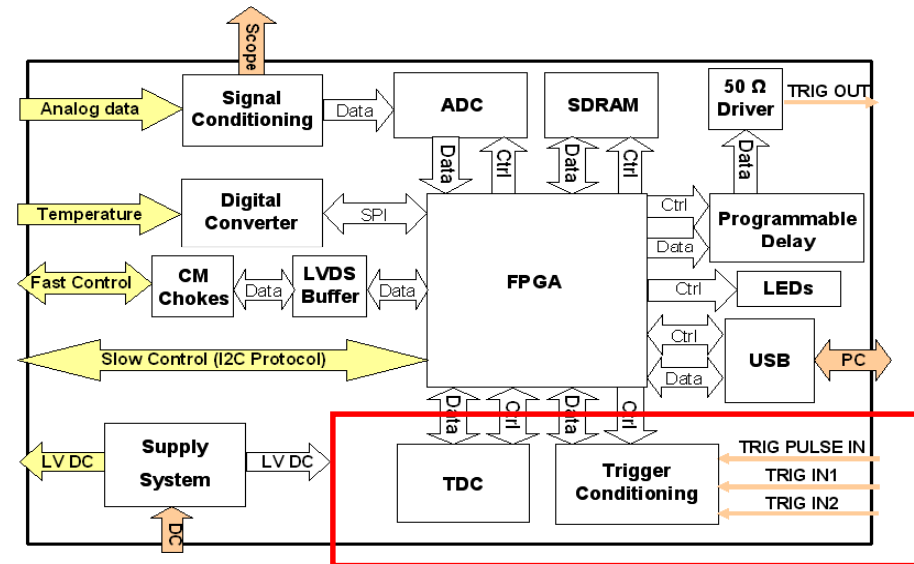 Scope
Analog data
Signal
Conditioning
Data
ADC
SDRAM
50 Ω
Driver
TRIG OUT
Data
Ctrl
Data
Ctrl
Data
Temperature
Digital
Converter
SPI
FPGA
Ctrl
Data
Programmable
Delay
Fast Control
CM
Chokes
Data
LVDS
Buffer
Data
Ctrl
LEDs
Slow Control (I2C Protocol)
Ctrl
Data
USB
PC
Data
Ctrl
Data
Ctrl
LV DC
Supply
System
LV DC
TDC
Trigger
Conditioning
TRIG PULSE IN
TRIG IN1
TRIG IN2
DC